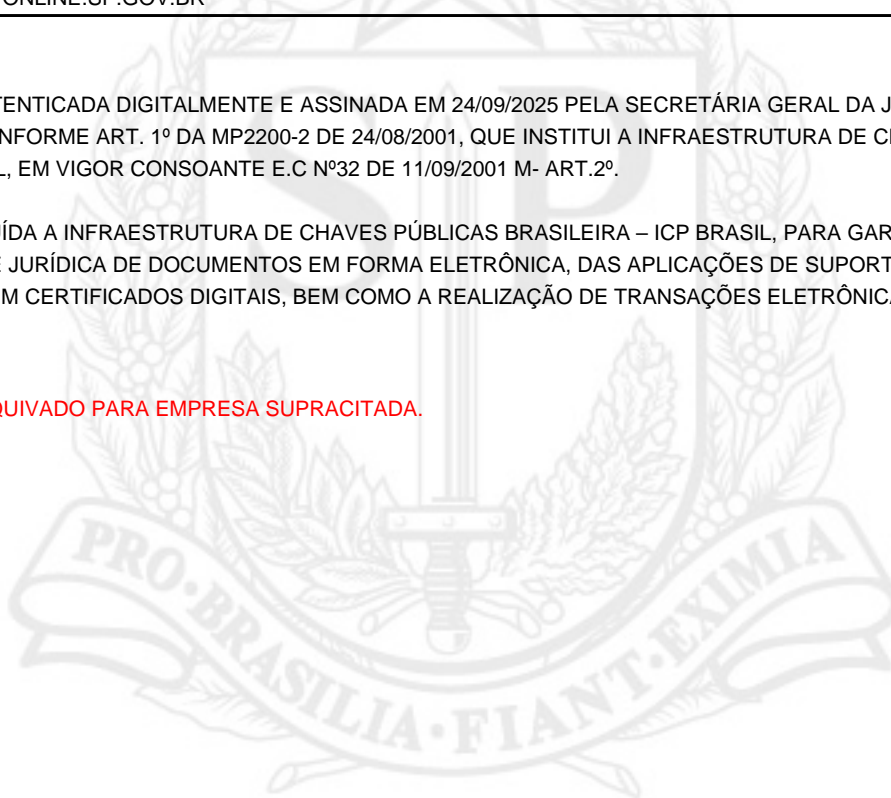 TENTICADA DIGITALMENTE E ASSINADA EM 24/09/2025 PELA SECRETÁRIA GERAL DA J
NFORME ART. 1º DA MP2200-2 DE 24/08/2001, QUE INSTITUI A INFRAESTRUTURA DE C
L, EM VIGOR CONSOANTE E.C Nº32 DE 11/09/2001 M- ART.2º.
ÍDA A INFRAESTRUTURA DE CHAVES PÚBLICAS BRASILEIRA – ICP BRASIL, PARA GAR
E JURÍDICA DE DOCUMENTOS EM FORMA ELETRÔNICA, DAS APLICAÇÕES DE SUPORT
M CERTIFICADOS DIGITAIS, BEM COMO A REALIZAÇÃO DE TRANSAÇÕES ELETRÔNICA
QUIVADO PARA EMPRESA SUPRACITADA.
SP
PRO·BRASILIA·FIANT·EXIMIA